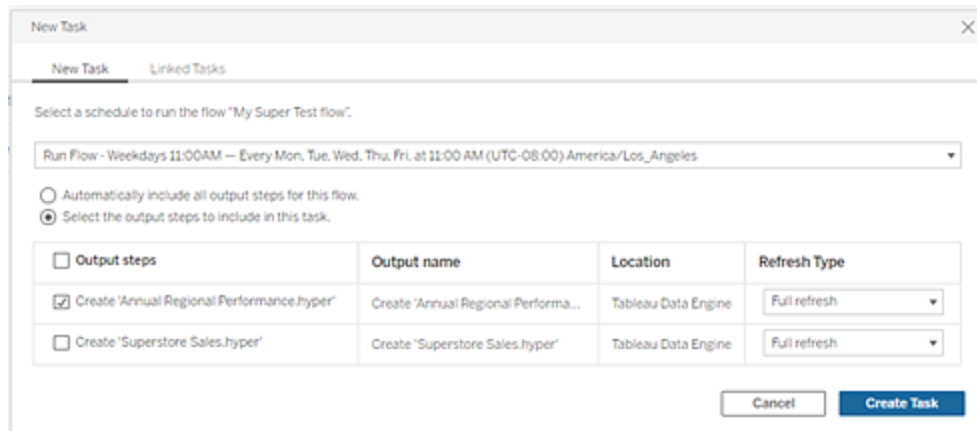 New Task
New Task Linked Tasks
Select a schedule to run the flow "My Super Test flow".
Run Flow - Weekdays 11:00AM — Every Mon, Tue, Wed, Thu, Fri, at 11:00 AM (UTC-08:00) America/Los_Angeles
Automatically include all output steps for this flow.
Select the output steps to include in this task.
Output steps Output name Location Refresh Type
Create 'Annual Regional Performance.hyper' Create 'Annual Regional Performa... Tableau Data Engine Full refresh
Create 'Superstore Sales.hyper' Create 'Superstore Sales.hyper' Tableau Data Engine Full refresh
Cancel Create Task